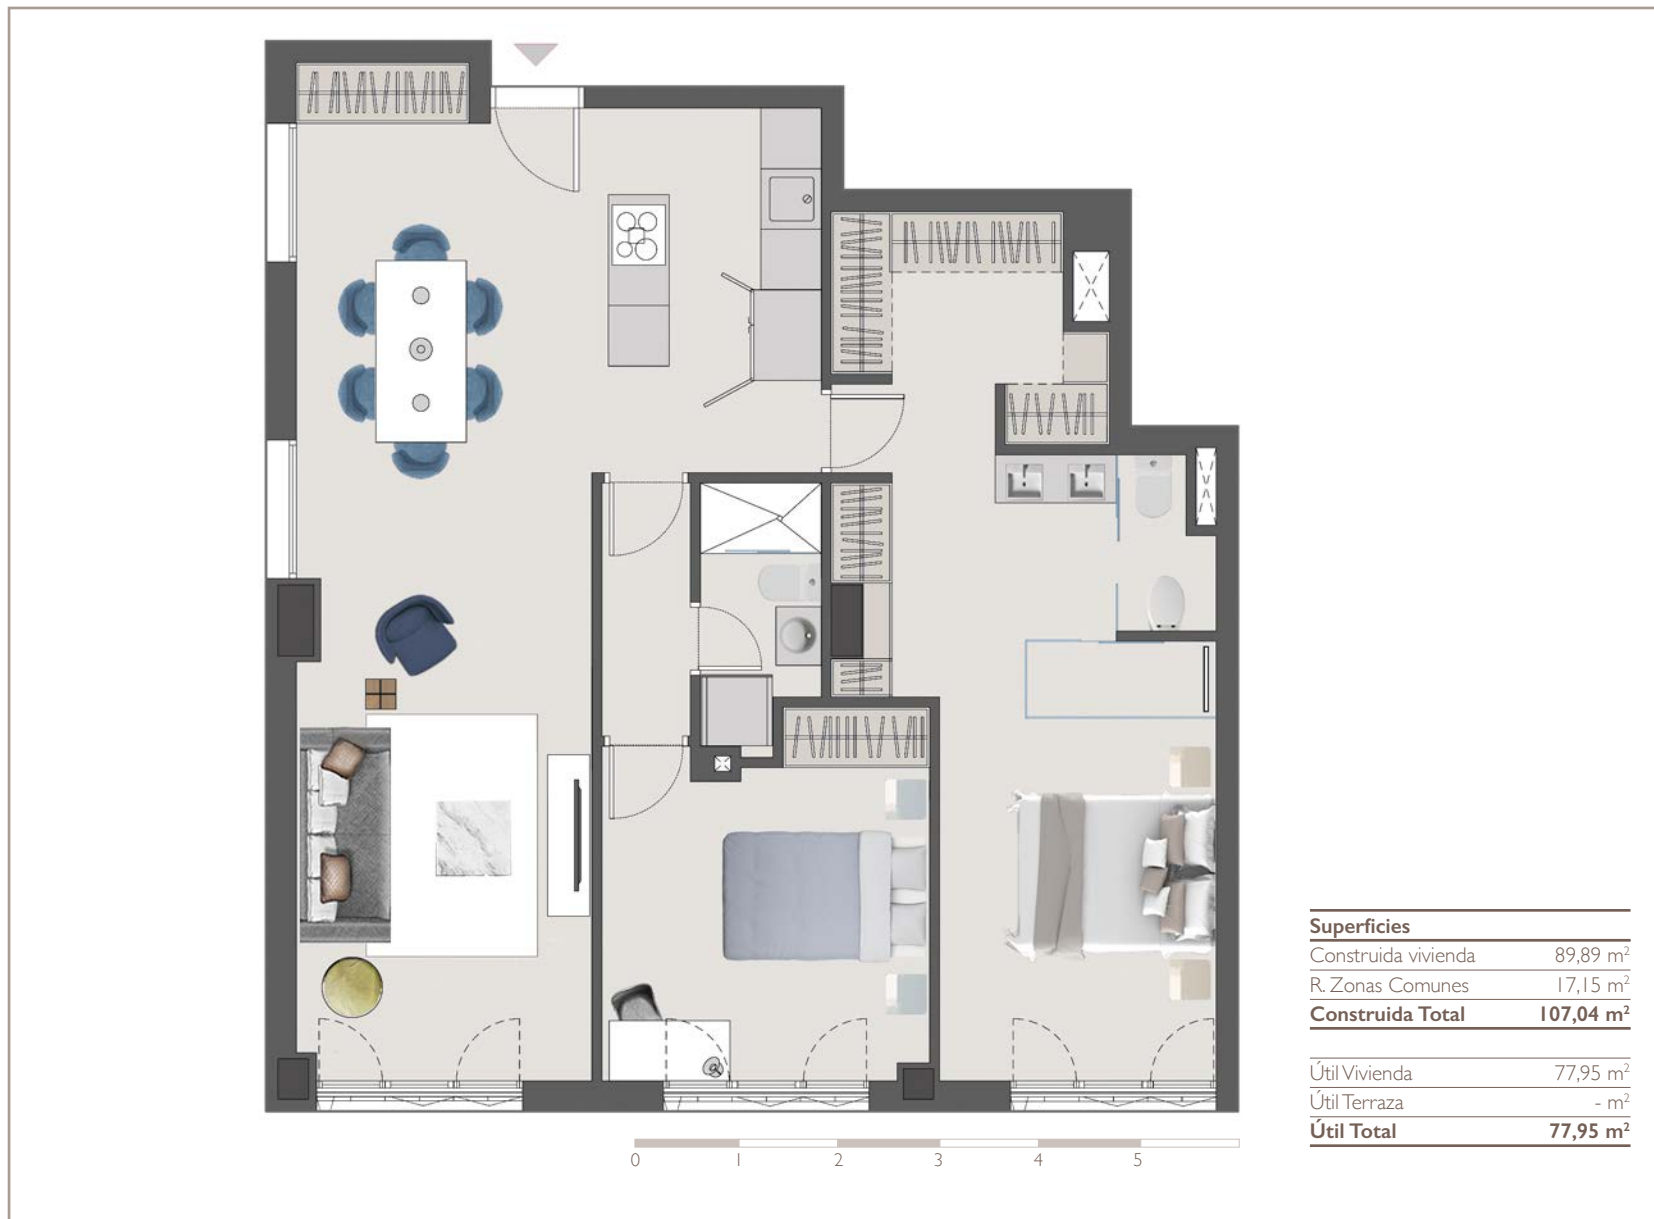 Superficies
Construida vivienda 89,89 m²
R. Zonas Comunes 17,15 m²
Construida Total 107,04 m²
Útil Vivienda 77,95 m²
Útil Terraza - m²
Útil Total 77,95 m²
0 1 2 3 4 5